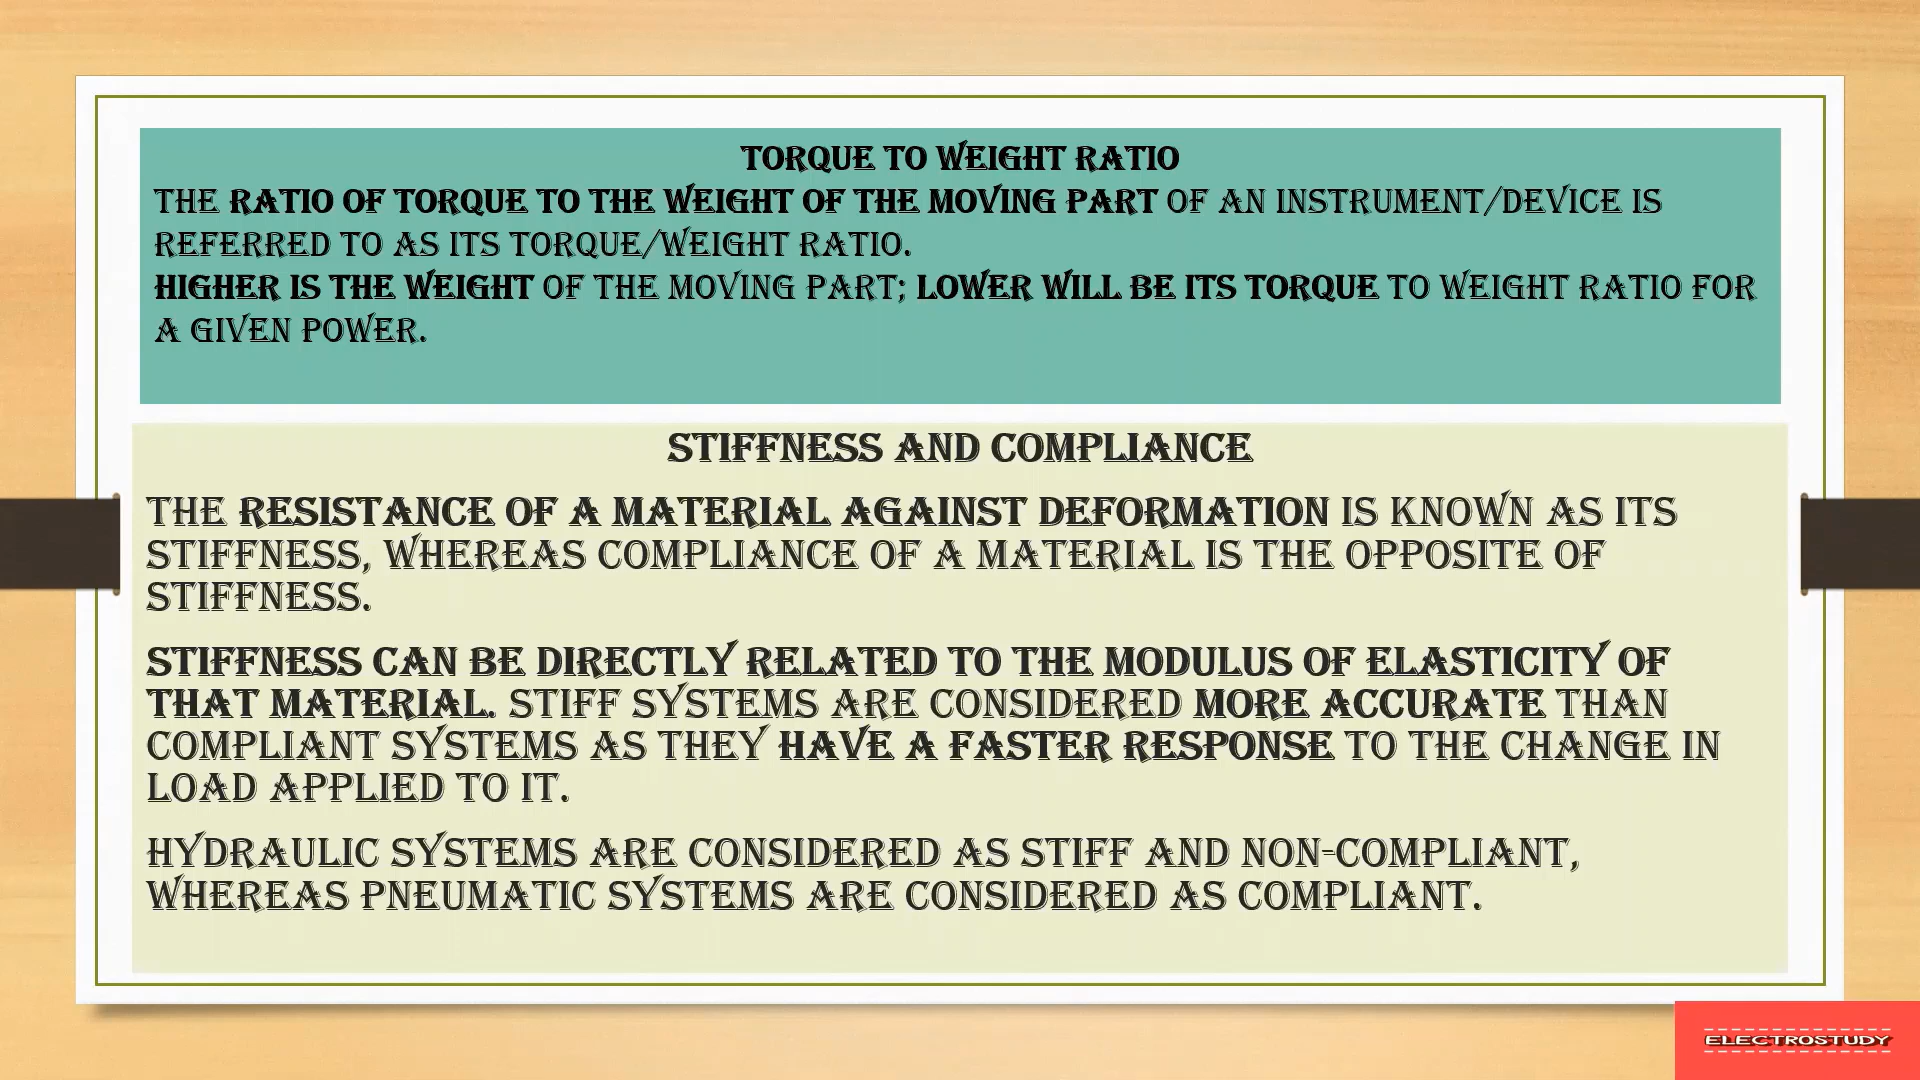 TORQUE TO WEIGHT RATIO
THE RATIO OF TORQUE TO THE WEIGHT OF THE MOVING PART OF AN INSTRUMENT/DEVICE IS
REFERRED TO AS ITS TORQUE/WEIGHT RATIO.
HIGHER IS THE WEIGHT OF THE MOVING PART; LOWER WILL BE ITS TORQUE TO WEIGHT RATIO FOR
A GIVEN POWER.
STIFFNESS AND COMPLIANCE
THE RESISTANCE OF A MATERIAL AGAINST DEFORMATION IS KNOWN AS ITS
STIFFNESS, WHEREAS COMPLIANCE OF A MATERIAL IS THE OPPOSITE OF
STIFFNESS.
STIFFNESS CAN BE DIRECTLY RELATED TO THE MODULUS OF ELASTICITY OF
THAT MATERIAL. STIFF SYSTEMS ARE CONSIDERED MORE ACCURATE THAN
COMPLIANT SYSTEMS AS THEY HAVE A FASTER RESPONSE TO THE CHANGE IN
LOAD APPLIED TO IT.
HYDRAULIC SYSTEMS ARE CONSIDERED AS STIFF AND NON-COMPLIANT,
WHEREAS PNEUMATIC SYSTEMS ARE CONSIDERED AS COMPLIANT.
ELECTROSTUDY